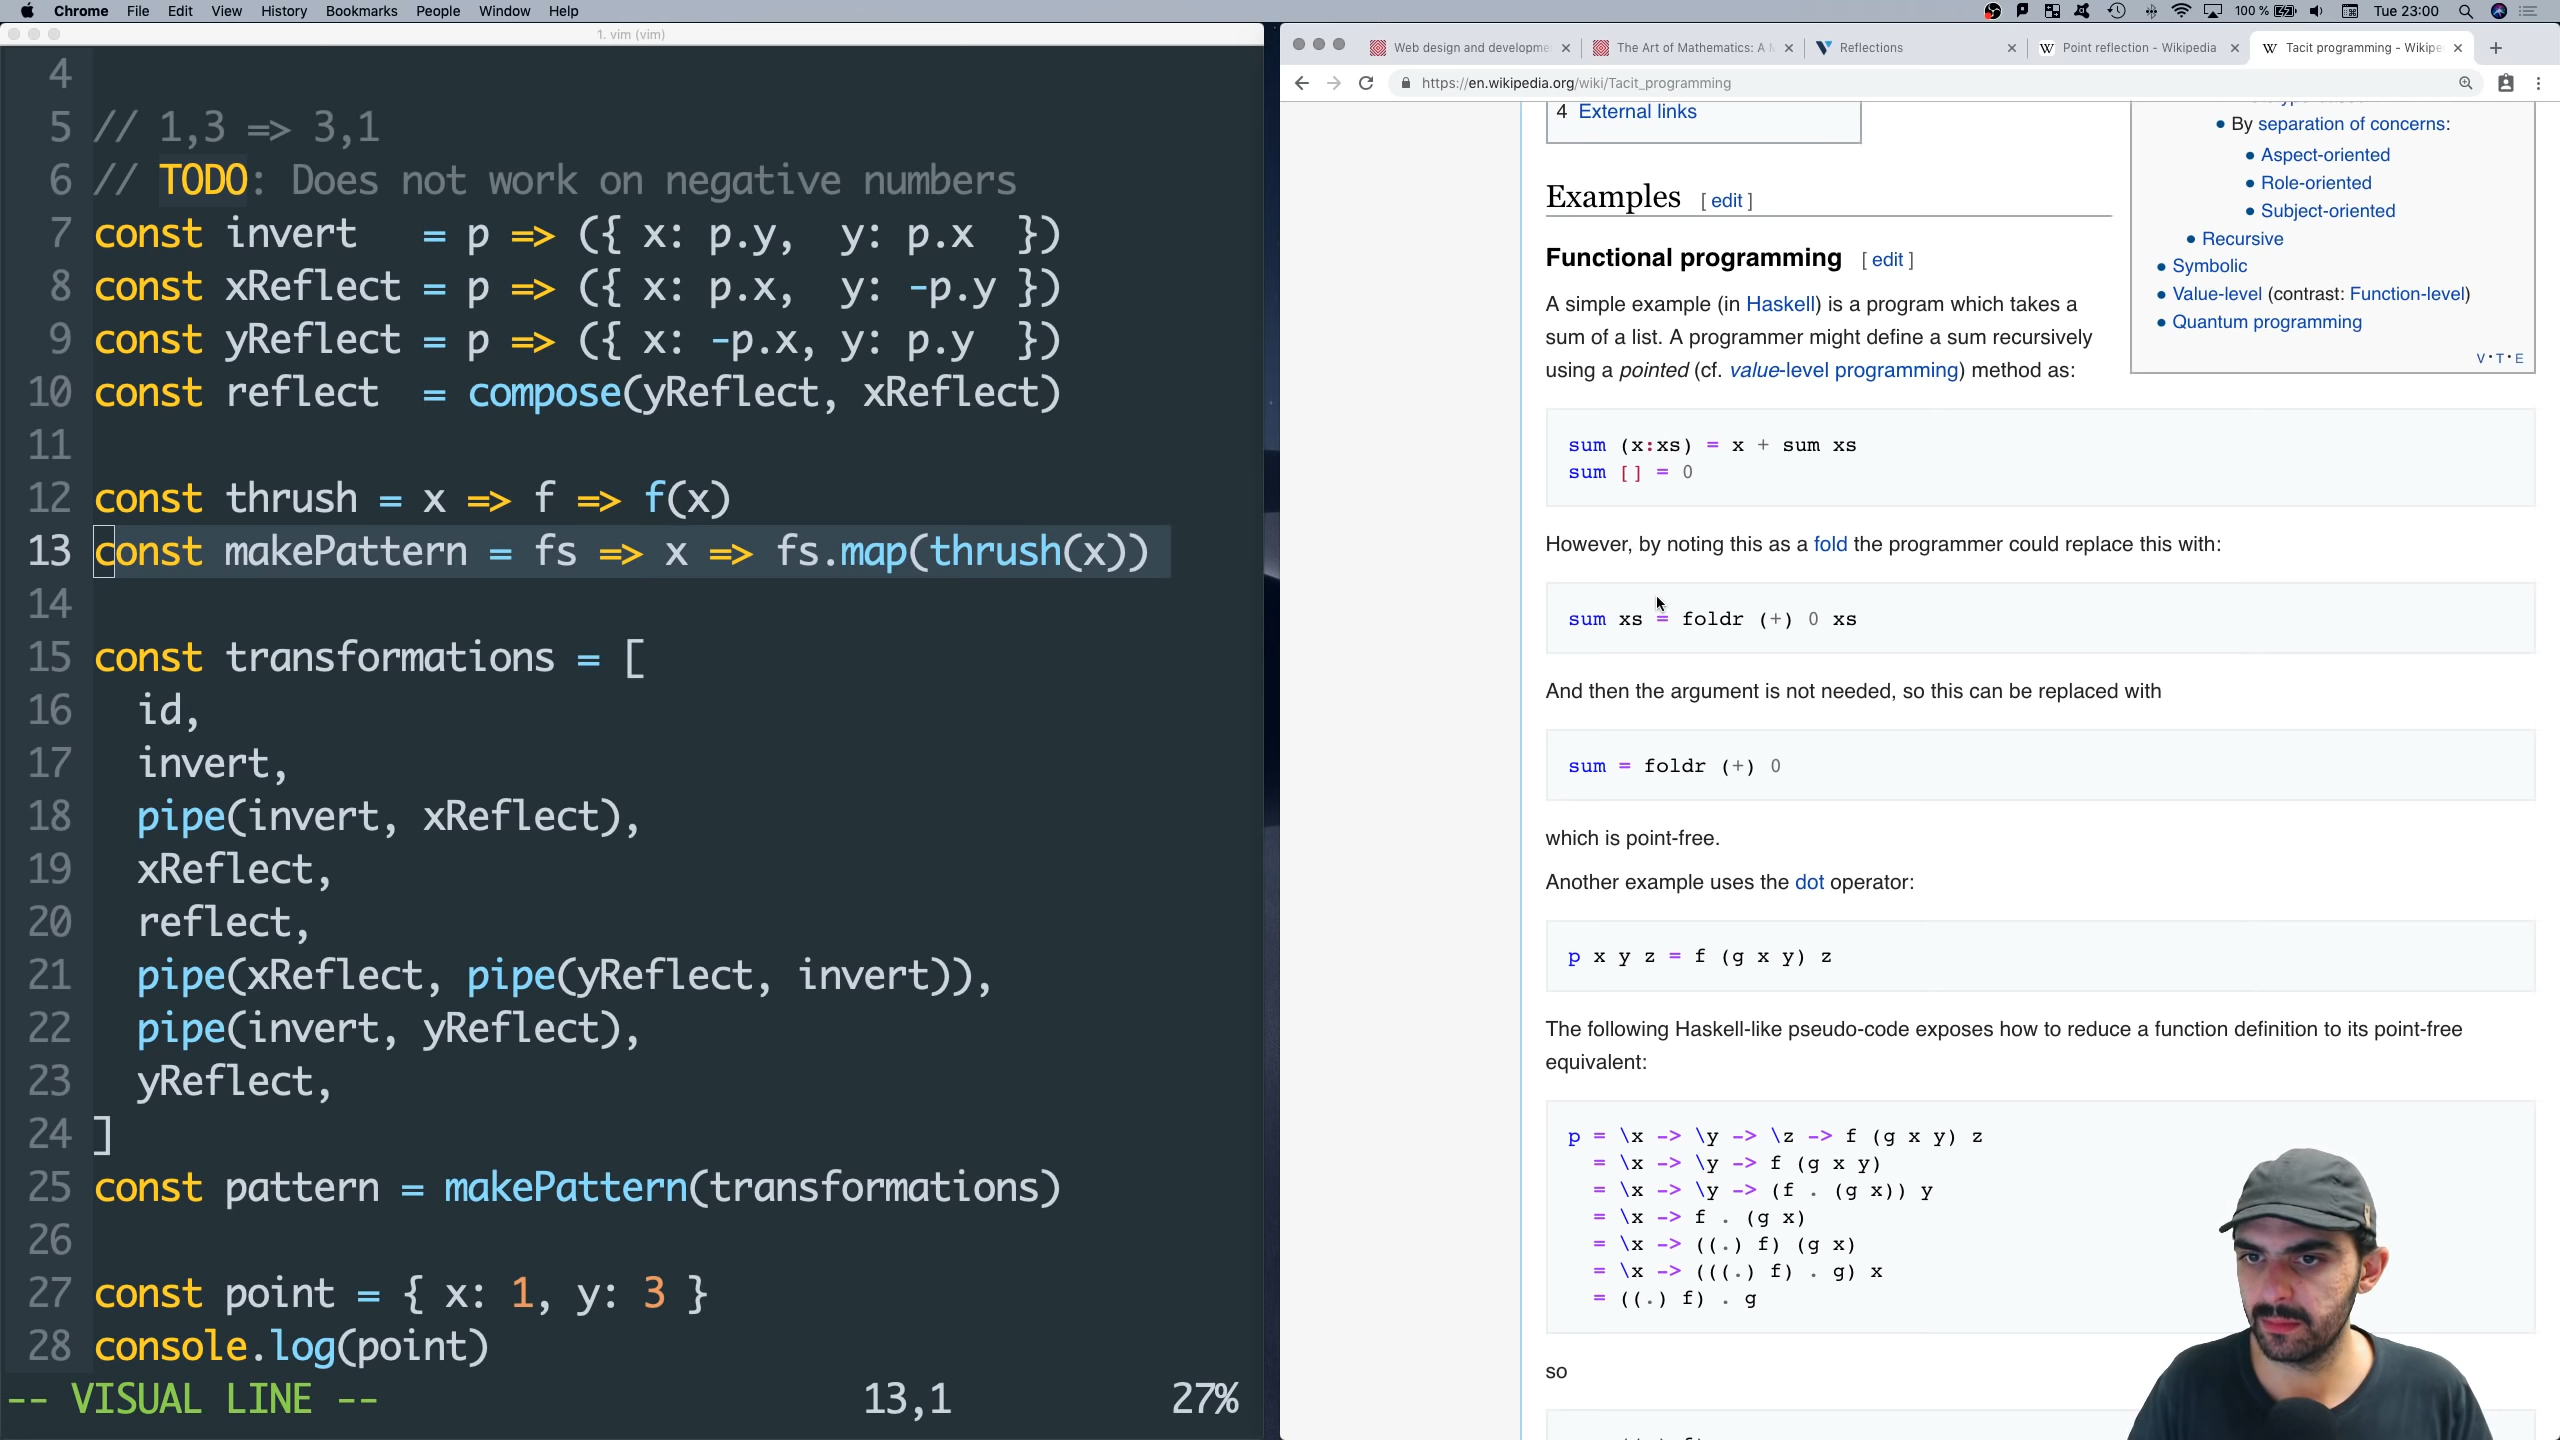 Chrome File Edit View History Bookmarks People Window Help
100 % Tue 23:00
1. vim (vim)
4
5 // 1,3 => 3,1
6 // TODO: Does not work on negative numbers
7 const invert   = p => ({ x: p.y,  y: p.x  })
8 const xReflect = p => ({ x: p.x,  y: -p.y })
9 const yReflect = p => ({ x: -p.x, y: p.y  })
10 const reflect  = compose(yReflect, xReflect)
11
12 const thrush = x => f => f(x)
13 const makePattern = fs => x => fs.map(thrush(x))
14
15 const transformations = [
16   id,
17   invert,
18   pipe(invert, xReflect),
19   xReflect,
20   reflect,
21   pipe(xReflect, pipe(yReflect, invert)),
22   pipe(invert, yReflect),
23   yReflect,
24 ]
25 const pattern = makePattern(transformations)
26
27 const point = { x: 1, y: 3 }
28 console.log(point)
-- VISUAL LINE -- 13,1 27%
Web design and developme The Art of Mathematics: A Reflections Point reflection - Wikipedia Tacit programming - Wikipe
https://en.wikipedia.org/wiki/Tacit_programming
4 External links
By separation of concerns:
Aspect-oriented
Role-oriented
Subject-oriented
Recursive
Symbolic
Value-level (contrast: Function-level)
Quantum programming
V·T·E
Examples [ edit ]
Functional programming [ edit ]
A simple example (in Haskell) is a program which takes a
sum of a list. A programmer might define a sum recursively
using a pointed (cf. value-level programming) method as:
sum (x:xs) = x + sum xs
sum [] = 0
However, by noting this as a fold the programmer could replace this with:
sum xs = foldr (+) 0 xs
And then the argument is not needed, so this can be replaced with
sum = foldr (+) 0
which is point-free.
Another example uses the dot operator:
p x y z = f (g x y) z
The following Haskell-like pseudo-code exposes how to reduce a function definition to its point-free
equivalent:
p = \x -> \y -> \z -> f (g x y) z
  = \x -> \y -> f (g x y)
  = \x -> \y -> (f . (g x)) y
  = \x -> f . (g x)
  = \x -> ((.) f) (g x)
  = \x -> (((.) f) . g) x
  = ((.) f) . g
so